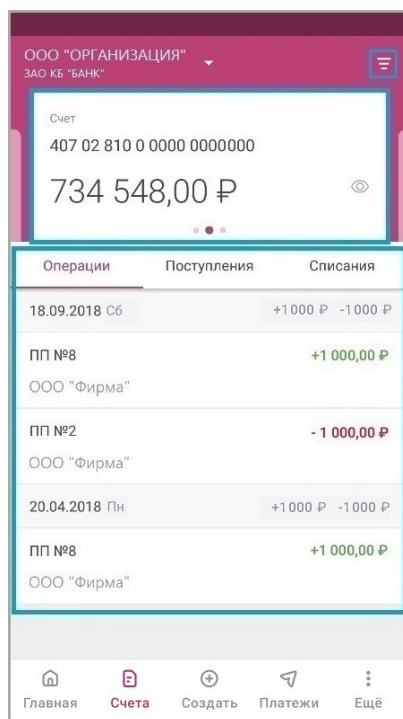 ООО "ОРГАНИЗАЦИЯ"
ЗАО КБ "БАНК"
Счет
407 02 810 0 0000 0000000
734 548,00 ₽
Операции Поступления Списания
18.09.2018 Сб +1000 ₽ -1000 ₽
ПП №8 +1 000,00 ₽
ООО "Фирма"
ПП №2 - 1 000,00 ₽
ООО "Фирма"
20.04.2018 Пн +1000 ₽ -1000 ₽
ПП №8 +1 000,00 ₽
ООО "Фирма"
Главная Счета Создать Платежи Ещё